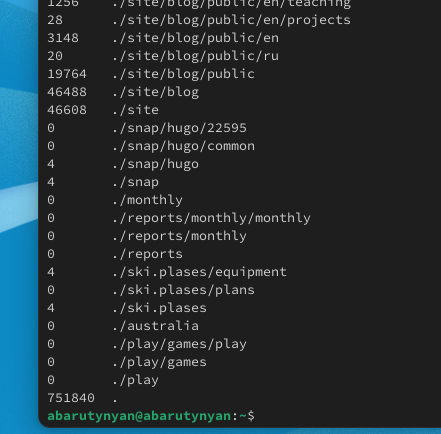 1256 ./site/blog/public/en/teaching
28 ./site/blog/public/en/projects
3148 ./site/blog/public/en
20 ./site/blog/public/ru
19764 ./site/blog/public
46488 ./site/blog
46608 ./site
0 ./snap/hugo/22595
0 ./snap/hugo/common
4 ./snap/hugo
4 ./snap
0 ./monthly
0 ./reports/monthly/monthly
0 ./reports/monthly
0 ./reports
4 ./ski.plases/equipment
0 ./ski.plases/plans
4 ./ski.plases
0 ./australia
0 ./play/games/play
0 ./play/games
0 ./play
751840 .
abarutynyan@abarutynyan:~$